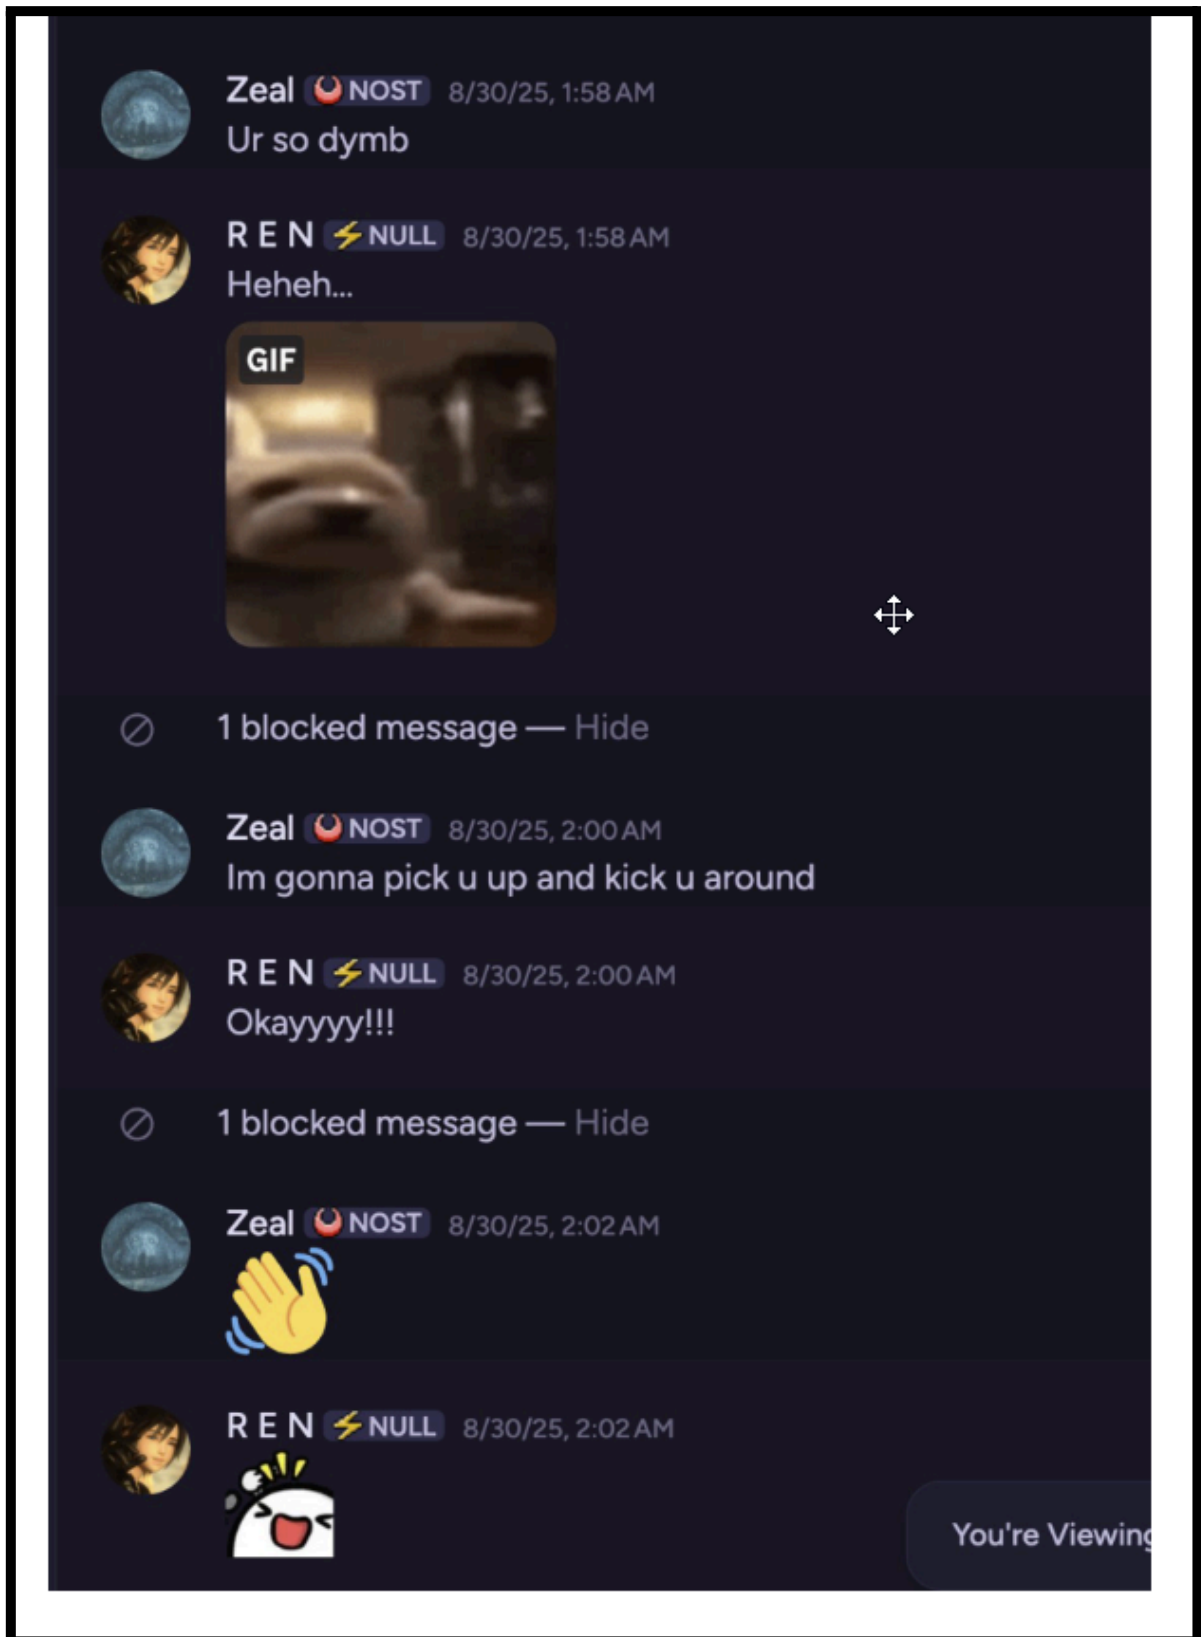 Zeal NOST 8/30/25, 1:58 AM
Ur so dymb
R E N NULL 8/30/25, 1:58 AM
Heheh...
GIF
1 blocked message — Hide
Zeal NOST 8/30/25, 2:00 AM
Im gonna pick u up and kick u around
R E N NULL 8/30/25, 2:00 AM
Okayyyy!!!
1 blocked message — Hide
Zeal NOST 8/30/25, 2:02 AM
R E N NULL 8/30/25, 2:02 AM
You're Viewing